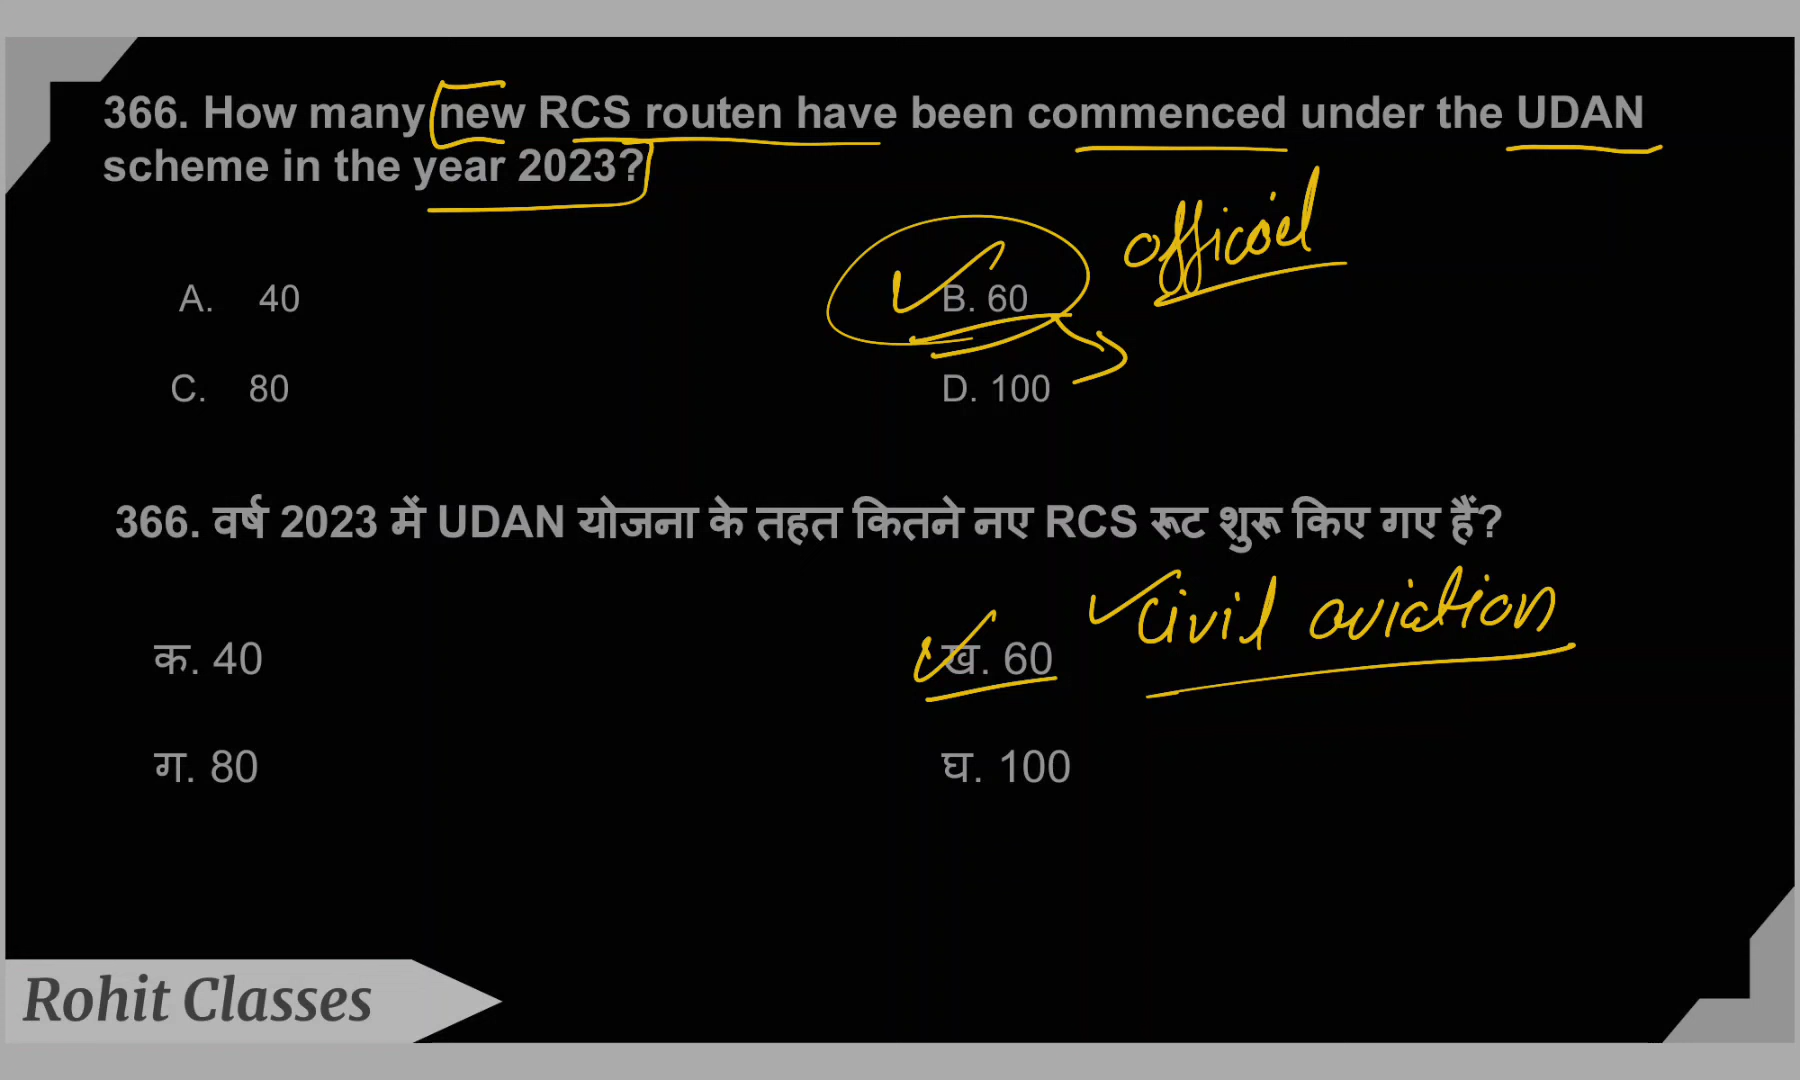 366. How many new RCS routen have been commenced under the UDAN
scheme in the year 2023?
official
A. 40
B. 60
C. 80
D. 100
366. वर्ष 2023 में UDAN योजना के तहत कितने नए RCS रूट शुरू किए गए हैं?
civil aviation
क. 40
ख. 60
ग. 80
घ. 100
Rohit Classes